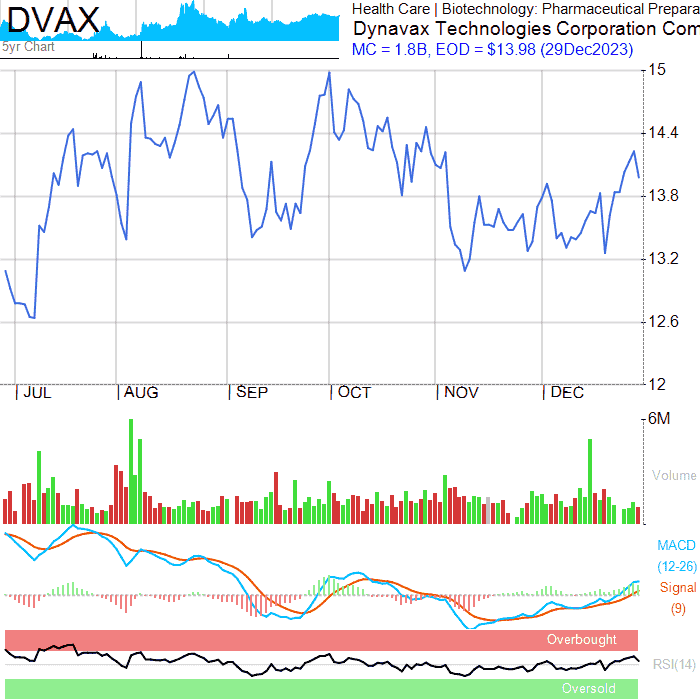 DVAX
5yr Chart
Health Care | Biotechnology: Pharmaceutical Prepara
Dynavax Technologies Corporation Com
MC = 1.8B, EOD = $13.98 (29Dec2023)
15
14.4
13.8
13.2
12.6
12
JUL AUG SEP OCT NOV DEC
6M
Volume
MACD
(12-26)
Signal
(9)
Overbought
RSI(14)
Oversold